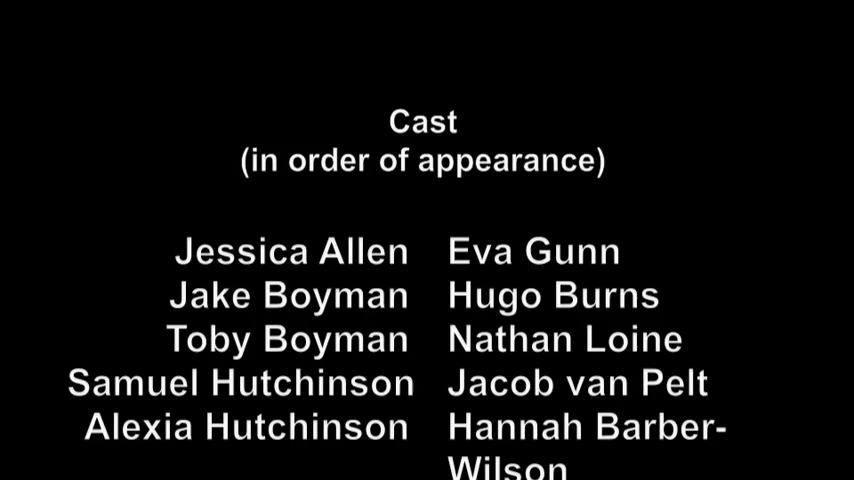 Cast
(in order of appearance)
Jessica Allen Eva Gunn
Jake Boyman Hugo Burns
Toby Boyman Nathan Loine
Samuel Hutchinson Jacob van Pelt
Alexia Hutchinson Hannah Barber-
Wilson